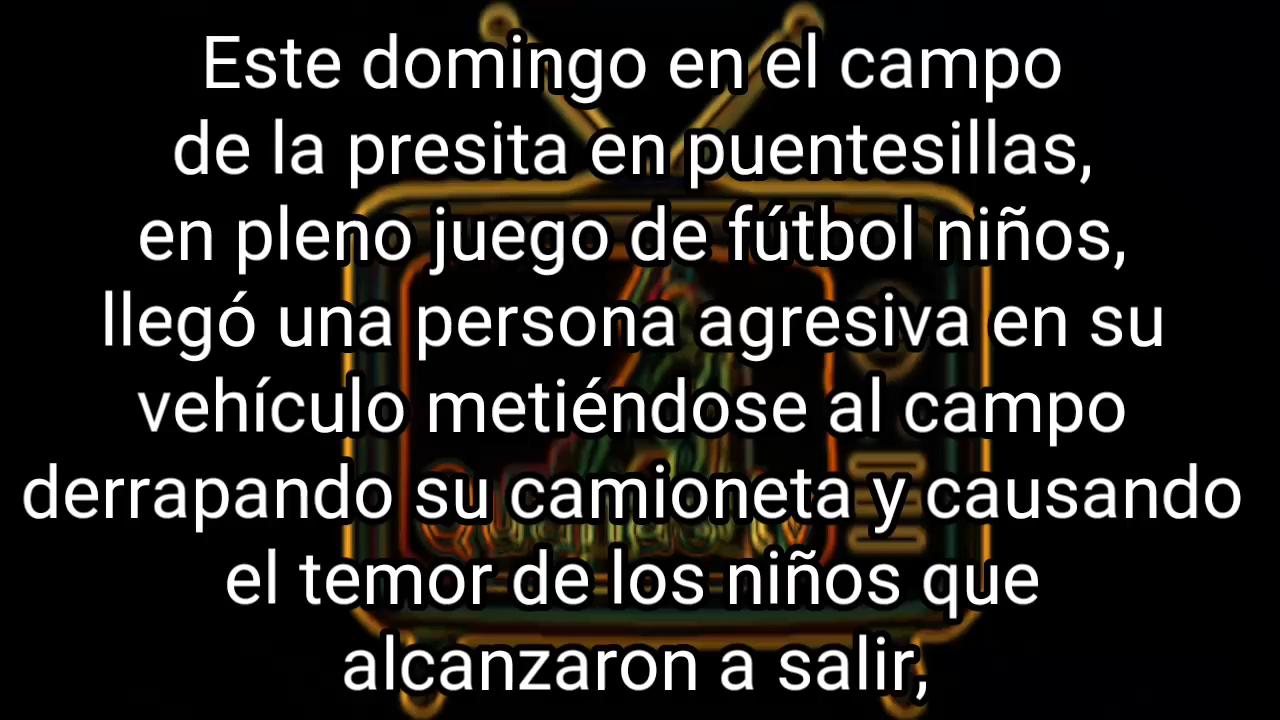 Este domingo en el campo
de la presita en puentesillas,
en pleno juego de fútbol niños,
llegó una persona agresiva en su
vehículo metiéndose al campo
derrapando su camioneta y causando
el temor de los niños que
alcanzaron a salir,